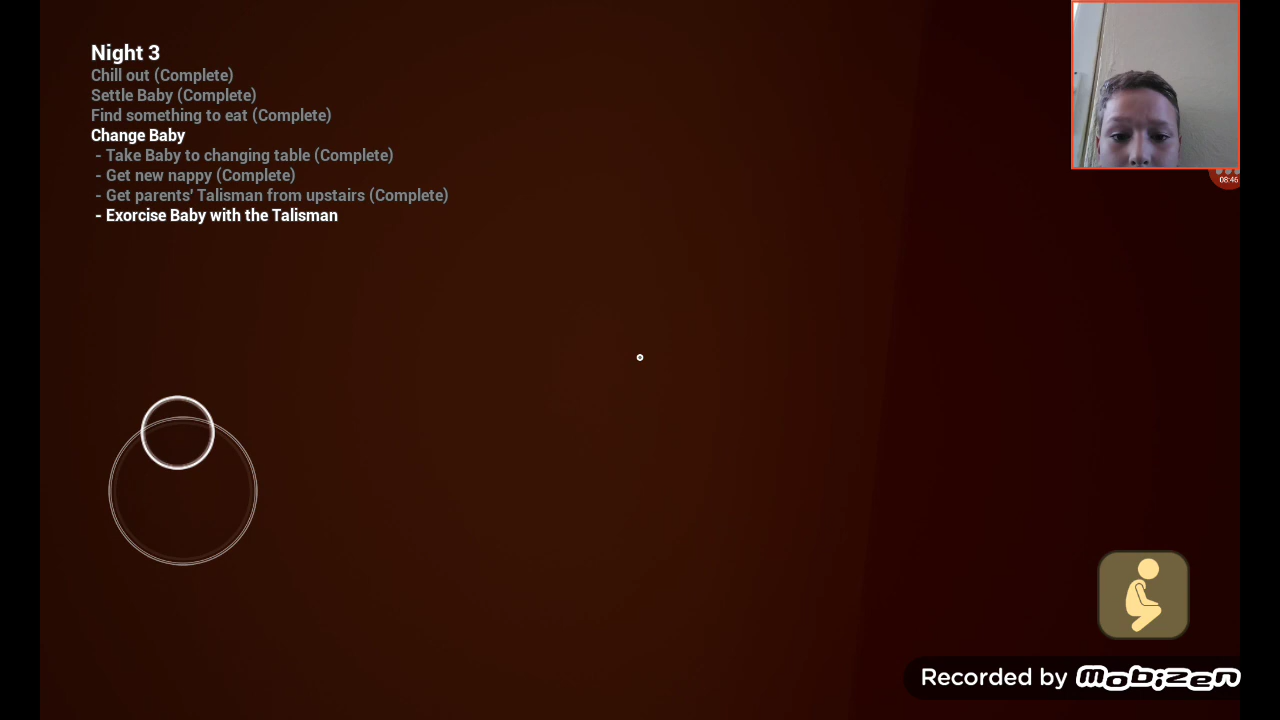 Night 3
Chill out (Complete)
Settle Baby (Complete)
Find something to eat (Complete)
Change Baby
- Take Baby to changing table (Complete)
- Get new nappy (Complete)
- Get parents' Talisman from upstairs (Complete)
- Exorcise Baby with the Talisman
08:46
Recorded by mobizen